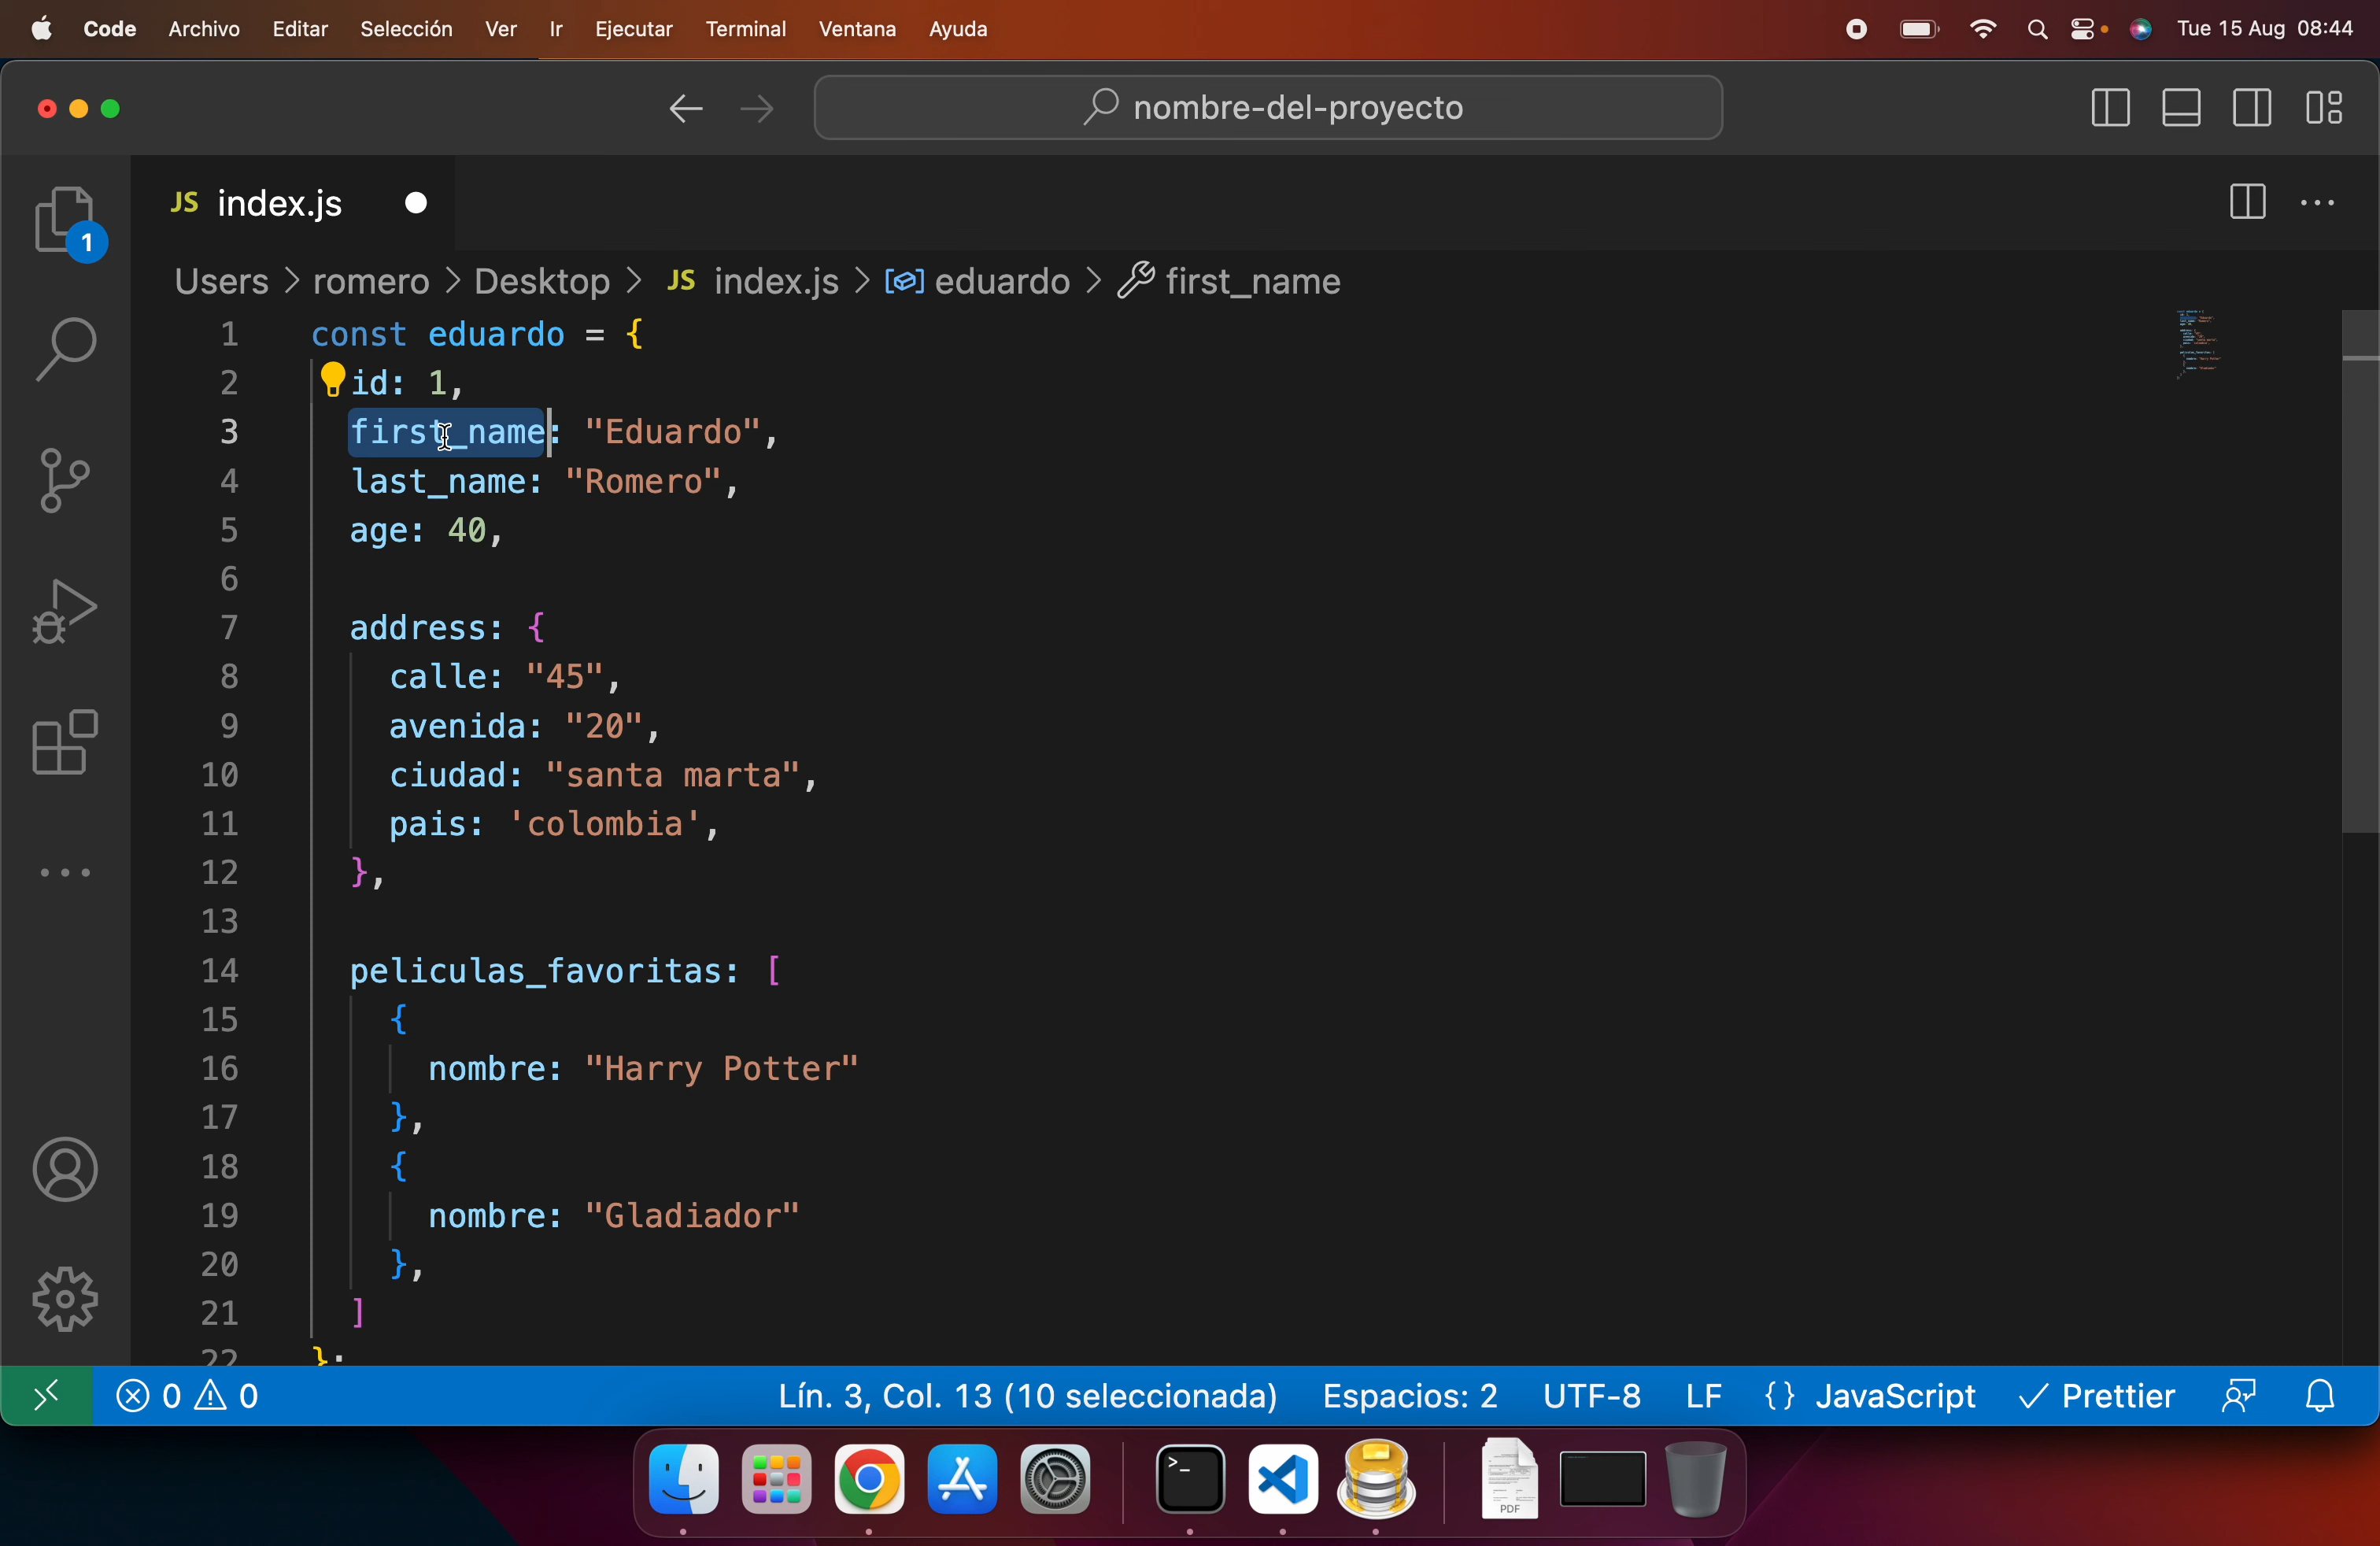 Code Archivo Editar Selección Ver Ir Ejecutar Terminal Ventana Ayuda Tue 15 Aug 08:44
nombre-del-proyecto
JS index.js
1
Users > romero > Desktop > JS index.js > eduardo > first_name
1 const eduardo = {
2 id: 1,
3 first_name: "Eduardo",
4 last_name: "Romero",
5 age: 40,
6
7 address: {
8 calle: "45",
9 avenida: "20",
10 ciudad: "santa marta",
11 pais: 'colombia',
12 },
13
14 peliculas_favoritas: [
15 {
16 nombre: "Harry Potter"
17 },
18 {
19 nombre: "Gladiador"
20 },
21 ]
22 };
0 0 Lín. 3, Col. 13 (10 seleccionada) Espacios: 2 UTF-8 LF {} JavaScript Prettier
>_
PDF